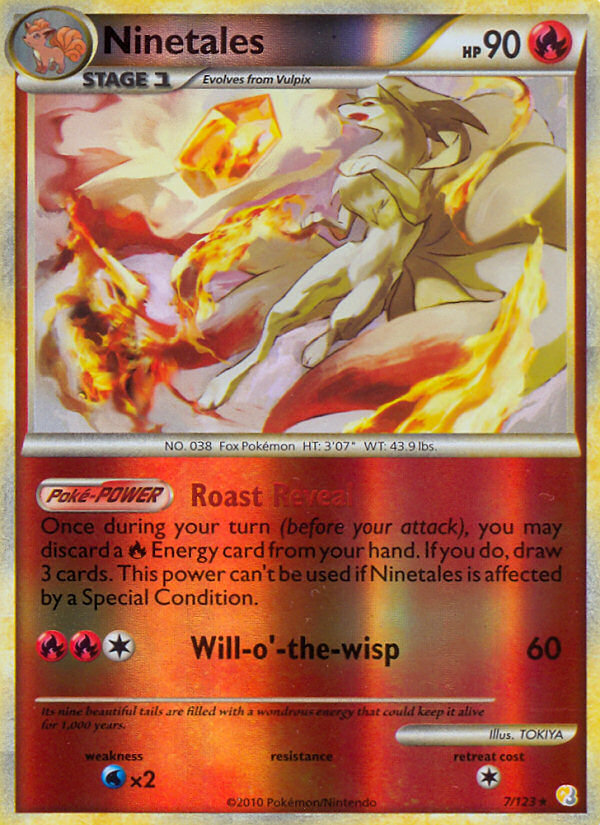 Ninetales
HP 90
STAGE 1
Evolves from Vulpix
NO. 038 Fox Pokémon HT: 3'07" WT: 43.9 lbs.
Poké-POWER Roast Reveal
Once during your turn (before your attack), you may
discard a Energy card from your hand. If you do, draw
3 cards. This power can't be used if Ninetales is affected
by a Special Condition.
Will-o'-the-wisp 60
Its nine beautiful tails are filled with a wondrous energy that could keep it alive
for 1,000 years.
Illus. TOKIYA
weakness resistance retreat cost
×2
©2010 Pokémon/Nintendo
7/123 ★